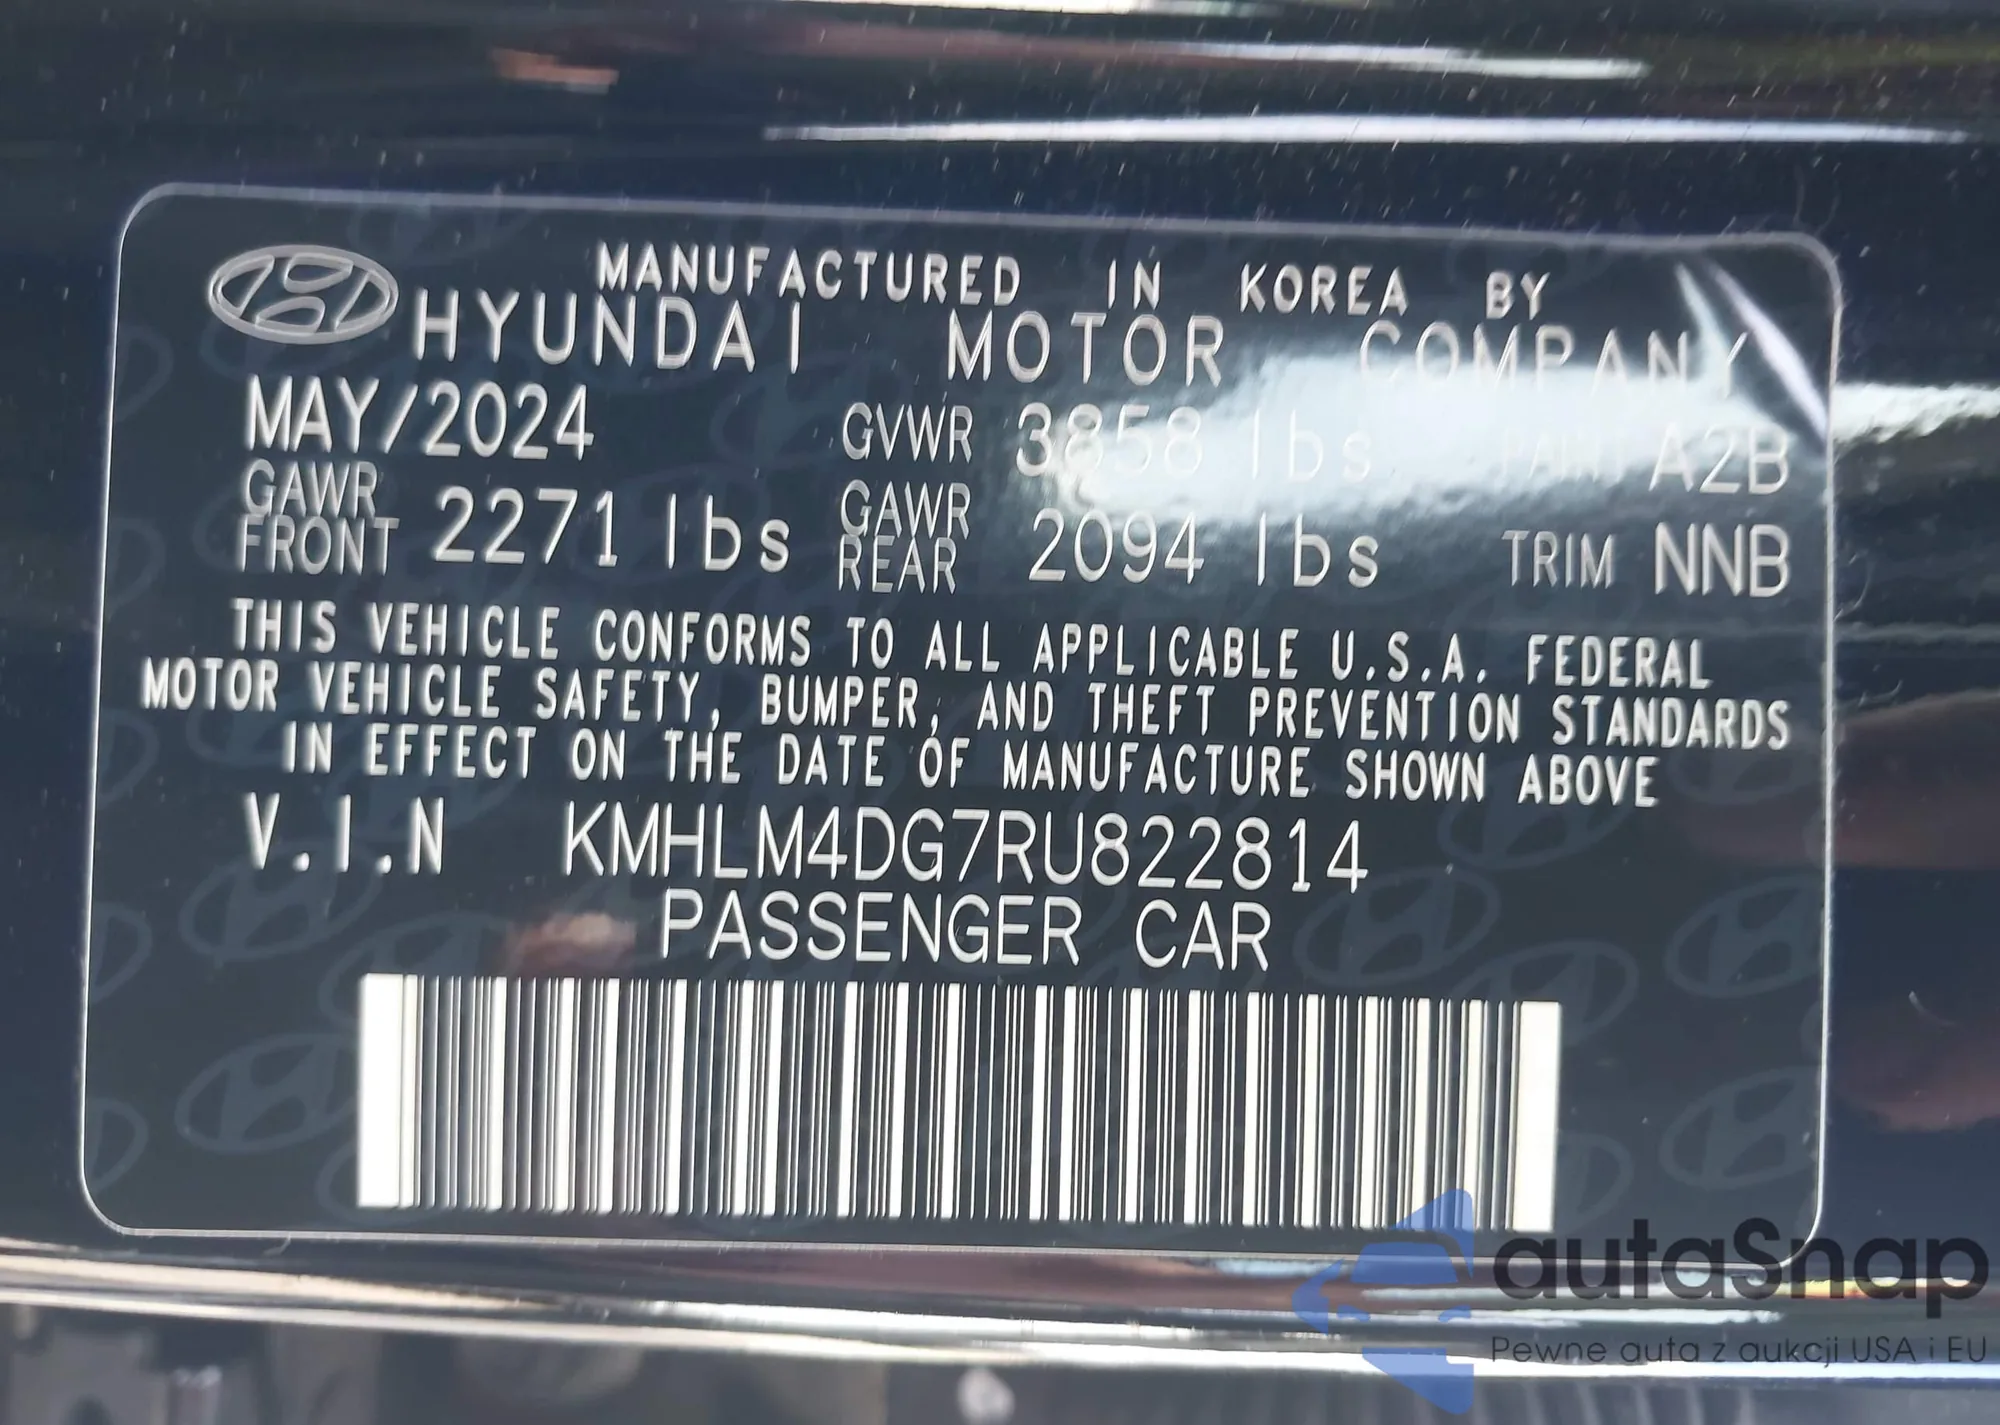 MANUFACTURED IN KOREA BY
HYUNDAI MOTOR COMPANY
MAY/2024 GVWR 3858 lbs PAINT A2B
GAWR FRONT 2271 lbs GAWR REAR 2094 lbs TRIM NNB
THIS VEHICLE CONFORMS TO ALL APPLICABLE U.S.A. FEDERAL
MOTOR VEHICLE SAFETY, BUMPER, AND THEFT PREVENTION STANDARDS
IN EFFECT ON THE DATE OF MANUFACTURE SHOWN ABOVE
V.I.N KMHLM4DG7RU822814
PASSENGER CAR
autaSnap
Pewne auta z aukcji USA i EU